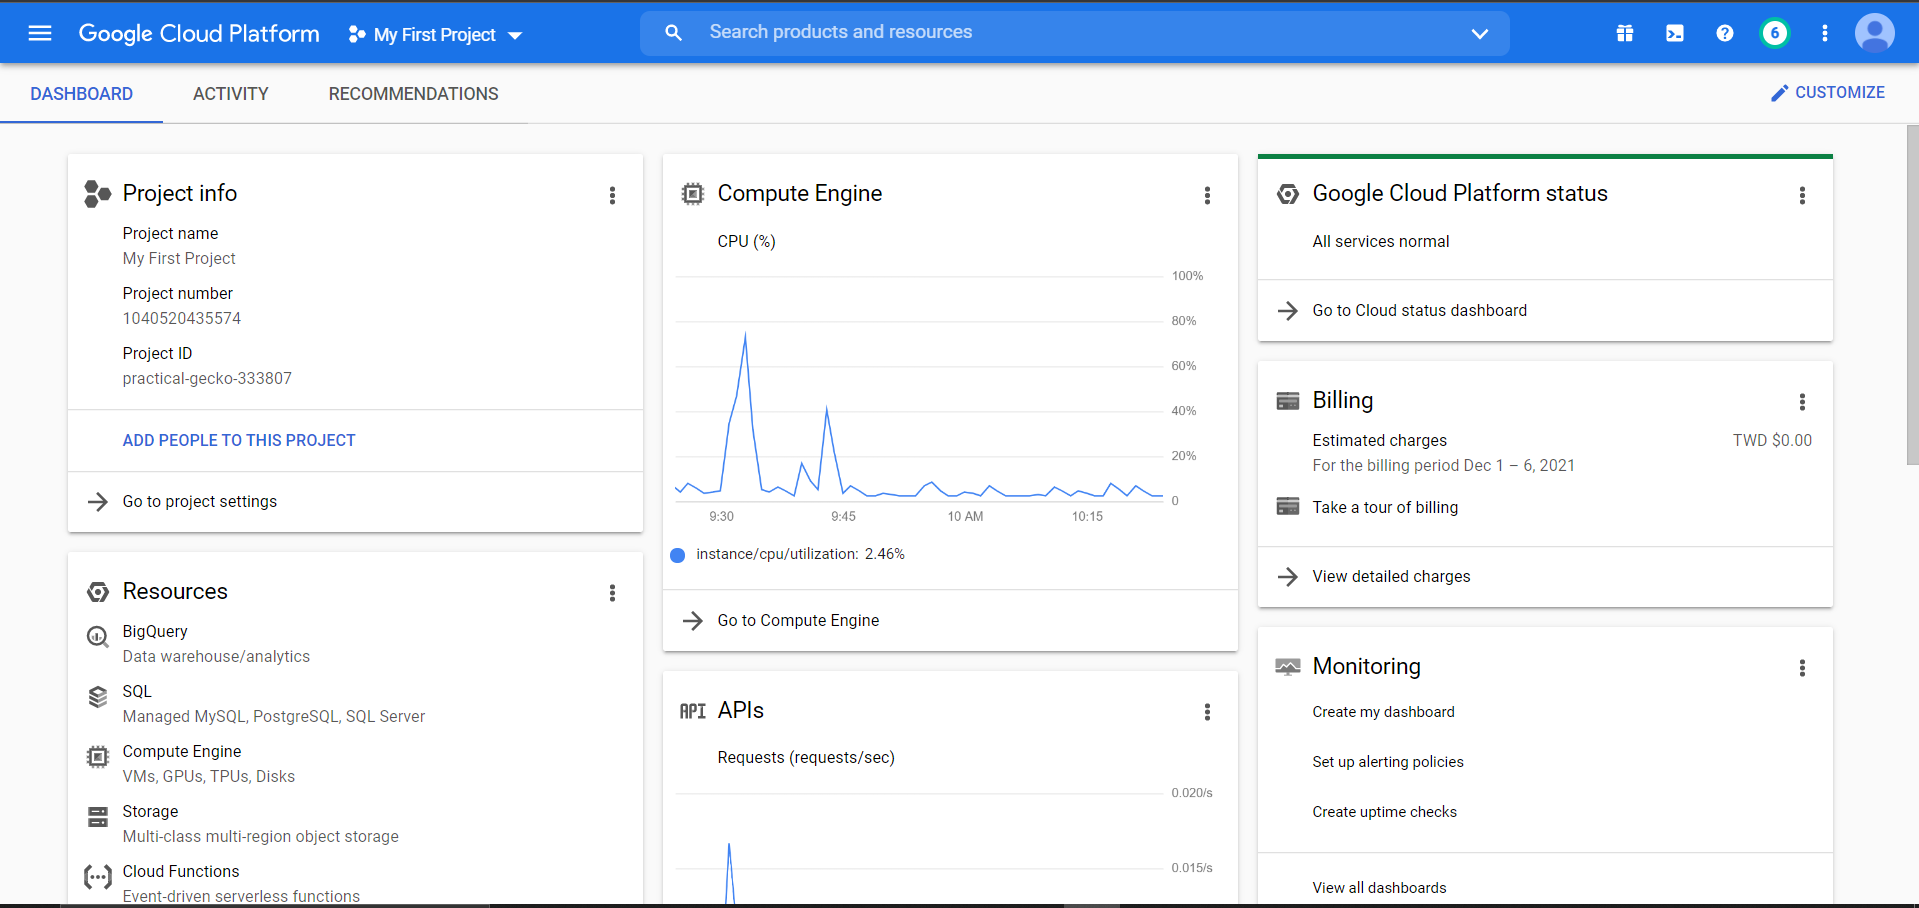 Google Cloud Platform
My First Project
Search products and resources
6
DASHBOARD
ACTIVITY
RECOMMENDATIONS
CUSTOMIZE
Project info
Project name
My First Project
Project number
1040520435574
Project ID
practical-gecko-333807
ADD PEOPLE TO THIS PROJECT
Go to project settings
Resources
BigQuery
Data warehouse/analytics
SQL
Managed MySQL, PostgreSQL, SQL Server
Compute Engine
VMs, GPUs, TPUs, Disks
Storage
Multi-class multi-region object storage
Cloud Functions
Event-driven serverless functions
Compute Engine
CPU (%)
100%
80%
60%
40%
20%
0
9:30
9:45
10 AM
10:15
instance/cpu/utilization: 2.46%
Go to Compute Engine
API
APIs
Requests (requests/sec)
0.020/s
0.015/s
Google Cloud Platform status
All services normal
Go to Cloud status dashboard
Billing
Estimated charges
TWD $0.00
For the billing period Dec 1 – 6, 2021
Take a tour of billing
View detailed charges
Monitoring
Create my dashboard
Set up alerting policies
Create uptime checks
View all dashboards